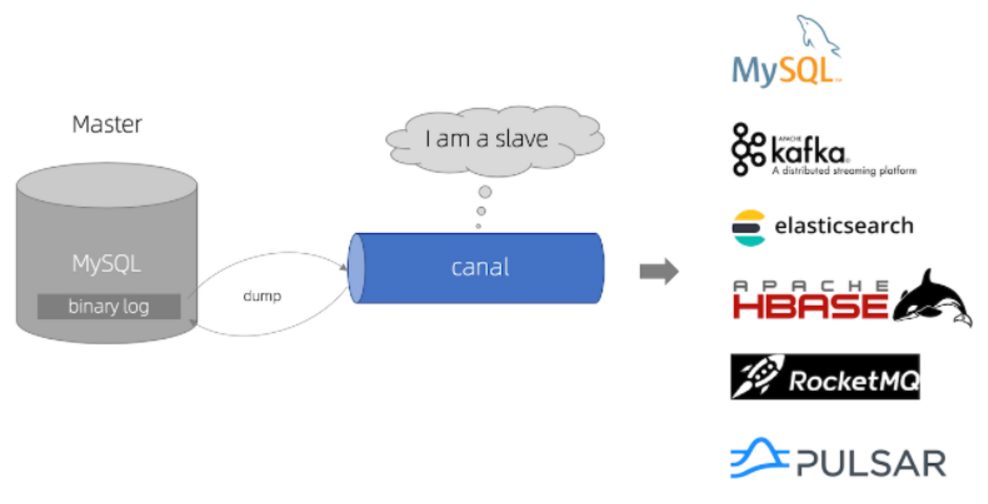 Master
MySQL
binary log
dump
I am a slave
canal
MySQL
APACHE
kafka
A distributed streaming platform
elasticsearch
APACHE
HBASE
RocketMQ
PULSAR